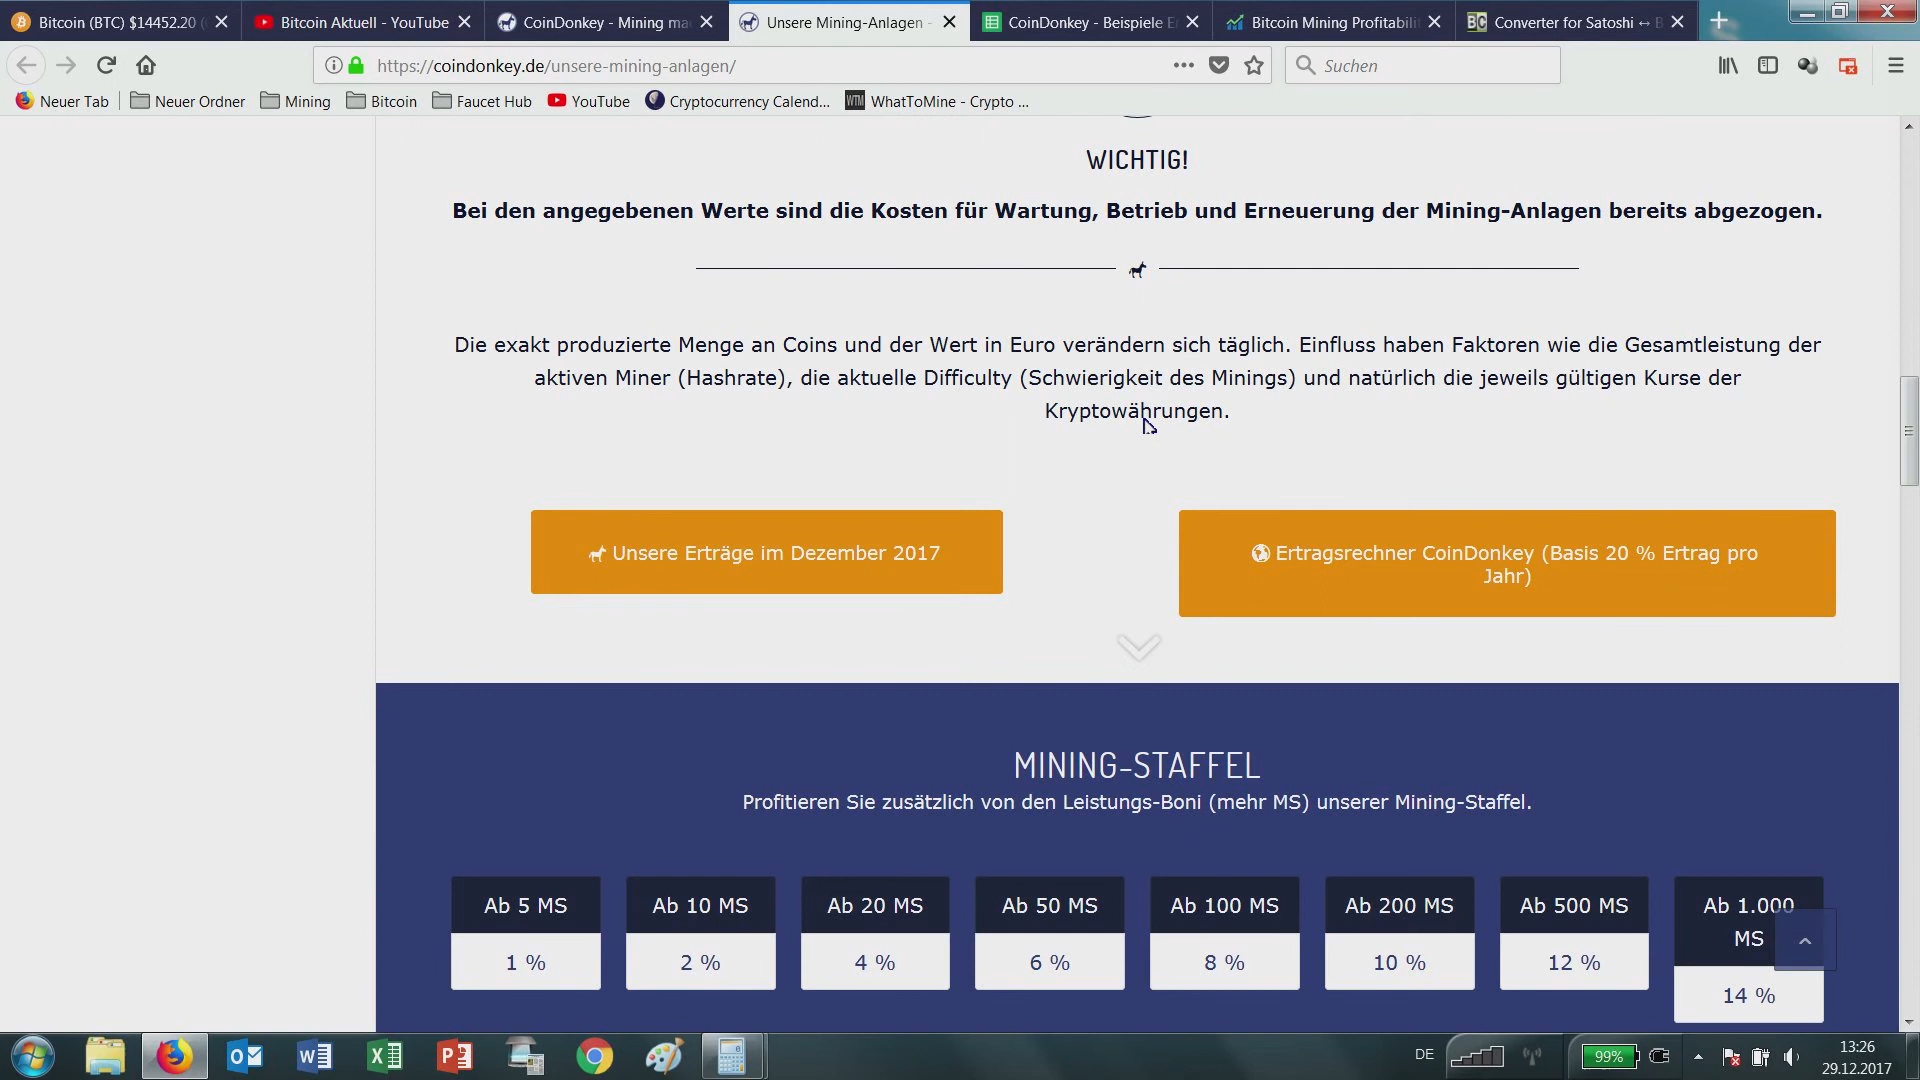 Bitcoin (BTC) $14452.20
Bitcoin Aktuell - YouTube
CoinDonkey - Mining ma
Unsere Mining-Anlagen -
CoinDonkey - Beispiele E
Bitcoin Mining Profitabili
Converter for Satoshi ↔ B
https://coindonkey.de/unsere-mining-anlagen/
Suchen
Neuer Tab
Neuer Ordner
Mining
Bitcoin
Faucet Hub
YouTube
Cryptocurrency Calend...
WTM
WhatToMine - Crypto ...
WICHTIG!
Bei den angegebenen Werte sind die Kosten für Wartung, Betrieb und Erneuerung der Mining-Anlagen bereits abgezogen.
Die exakt produzierte Menge an Coins und der Wert in Euro verändern sich täglich. Einfluss haben Faktoren wie die Gesamtleistung der
aktiven Miner (Hashrate), die aktuelle Difficulty (Schwierigkeit des Minings) und natürlich die jeweils gültigen Kurse der
Kryptowährungen.
Unsere Erträge im Dezember 2017
Ertragsrechner CoinDonkey (Basis 20 % Ertrag pro
Jahr)
MINING-STAFFEL
Profitieren Sie zusätzlich von den Leistungs-Boni (mehr MS) unserer Mining-Staffel.
Ab 5 MS
Ab 10 MS
Ab 20 MS
Ab 50 MS
Ab 100 MS
Ab 200 MS
Ab 500 MS
Ab 1.000
MS
1 %
2 %
4 %
6 %
8 %
10 %
12 %
14 %
DE
99%
13:26
29.12.2017